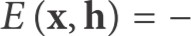 E (x, h) = −